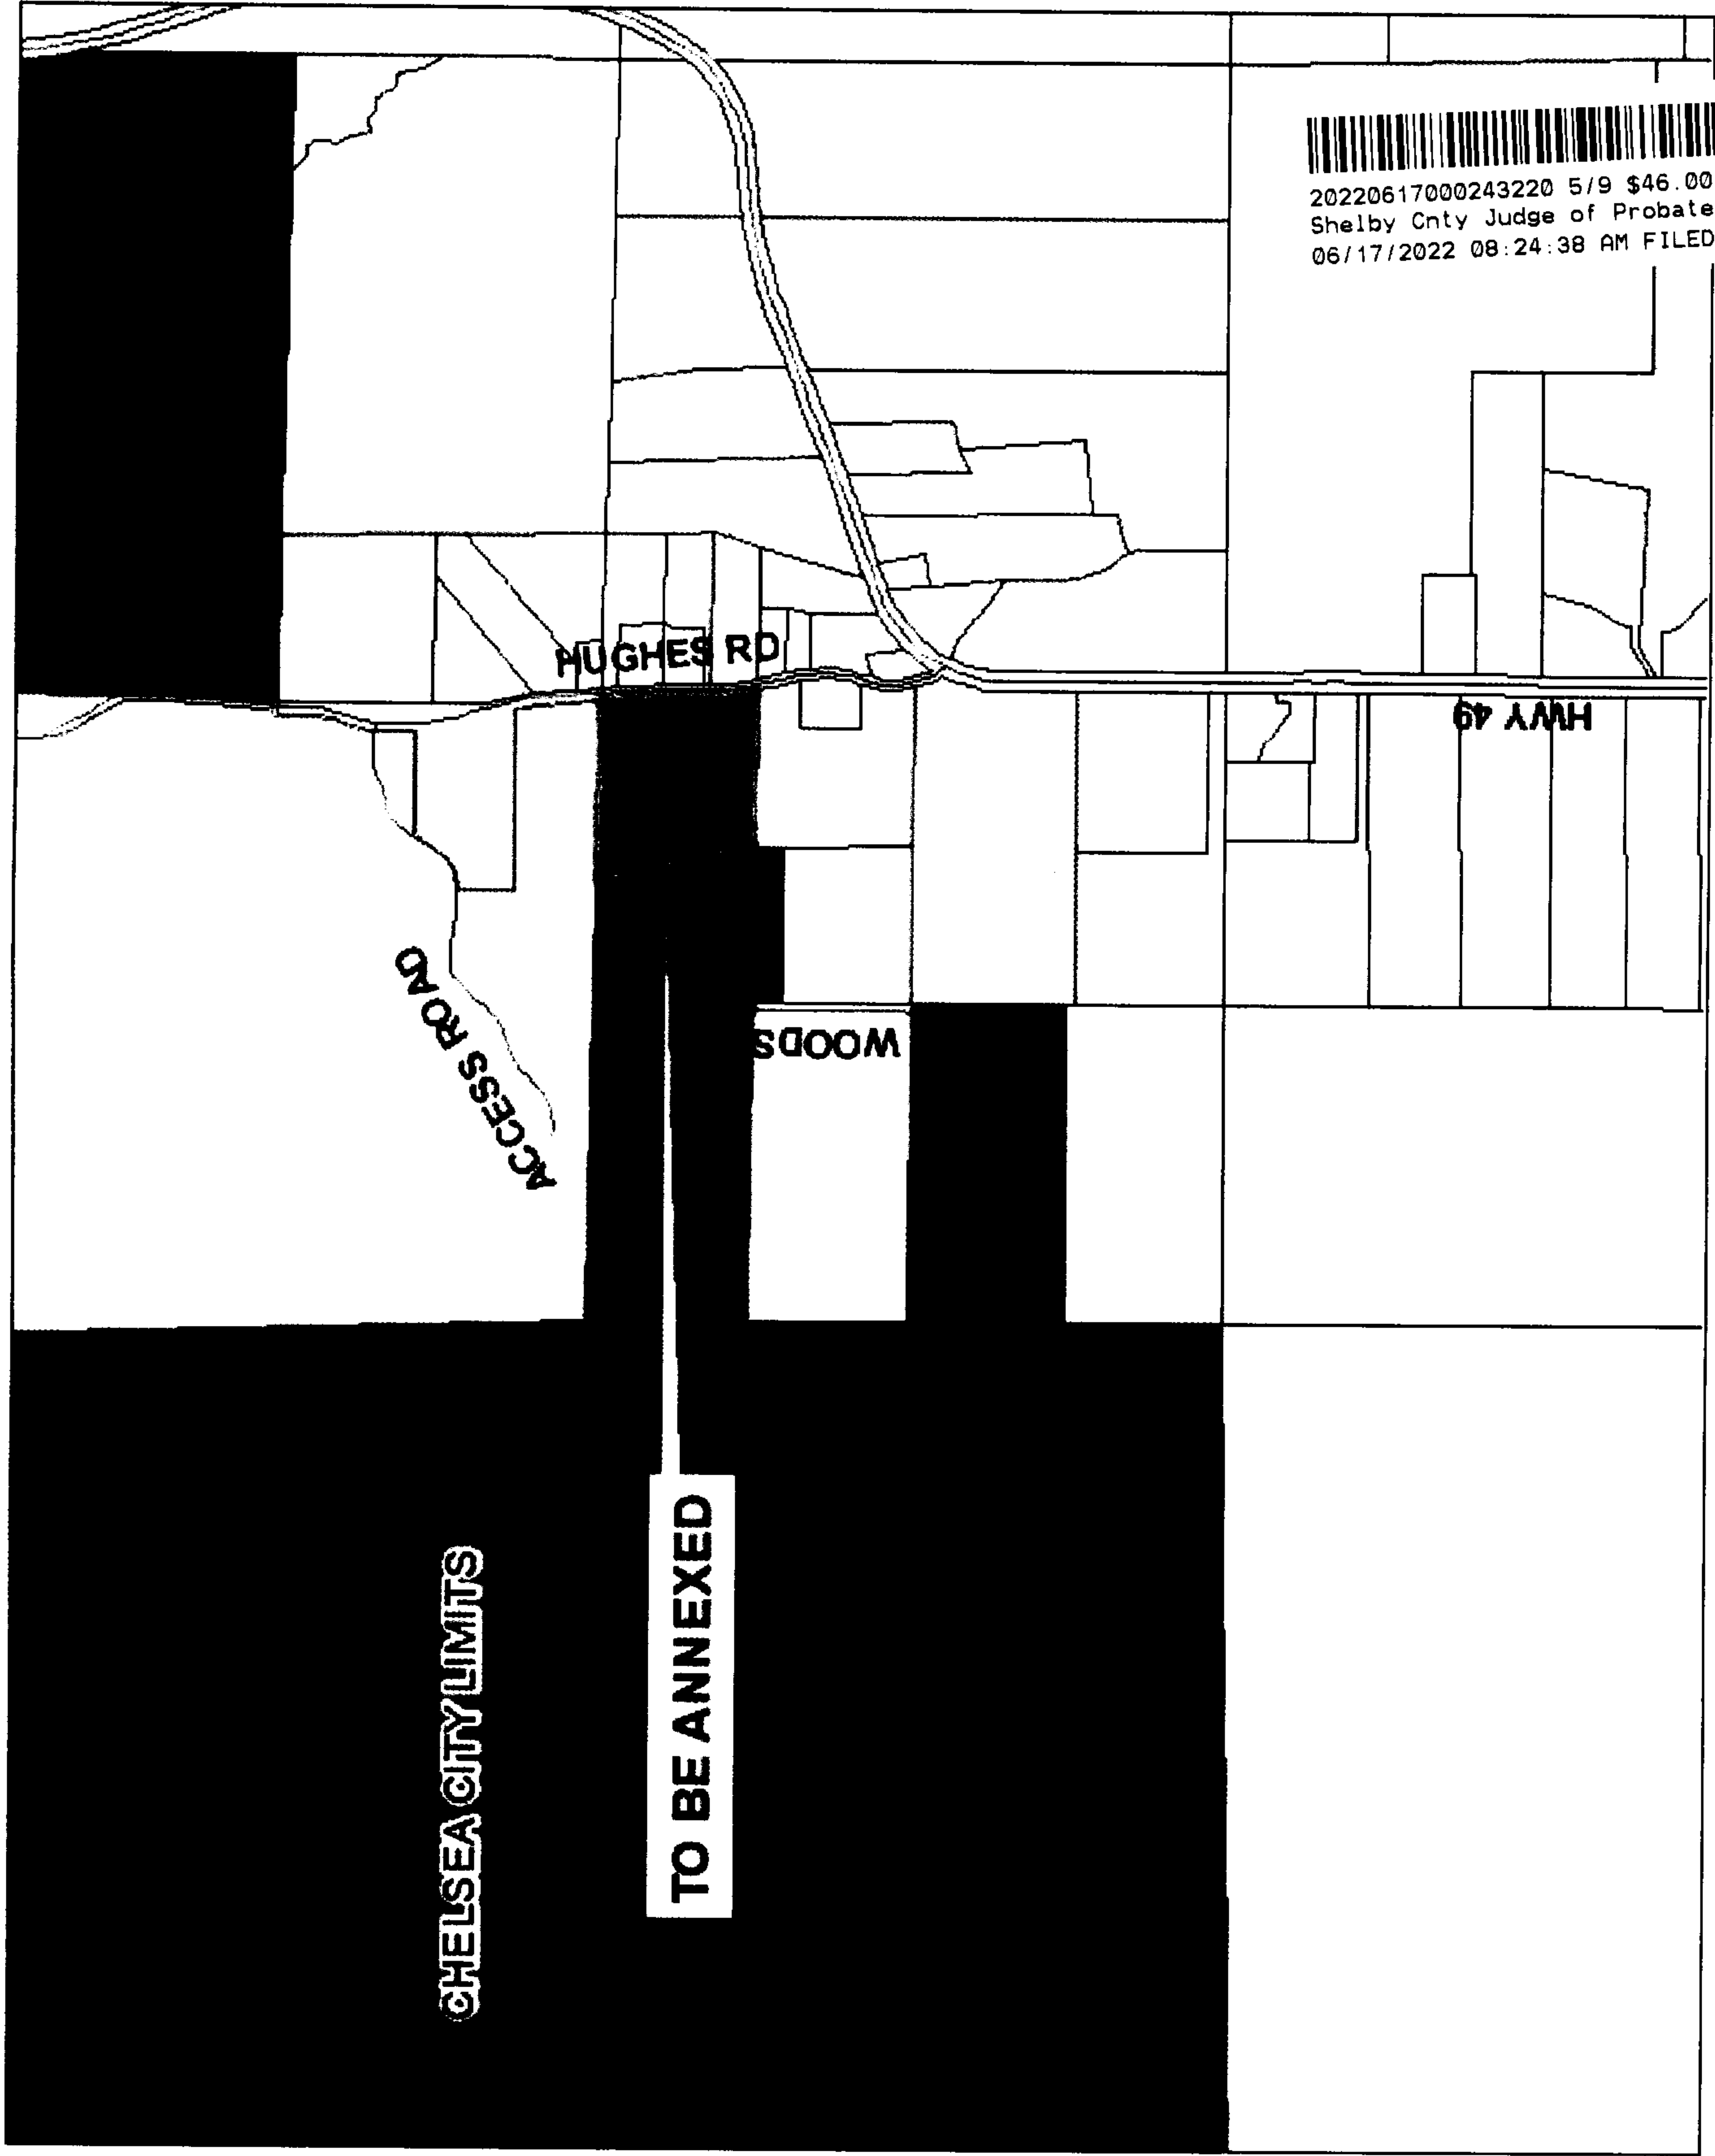 20220617000243220 5/9 $46.00
Shelby Cnty Judge of Probate
06/17/2022 08:24:38 AM FILED
HUGHES RD
HWY 49
ACCESS ROAD
WOODS
CHELSEA CITY LIMITS
TO BE ANNEXED